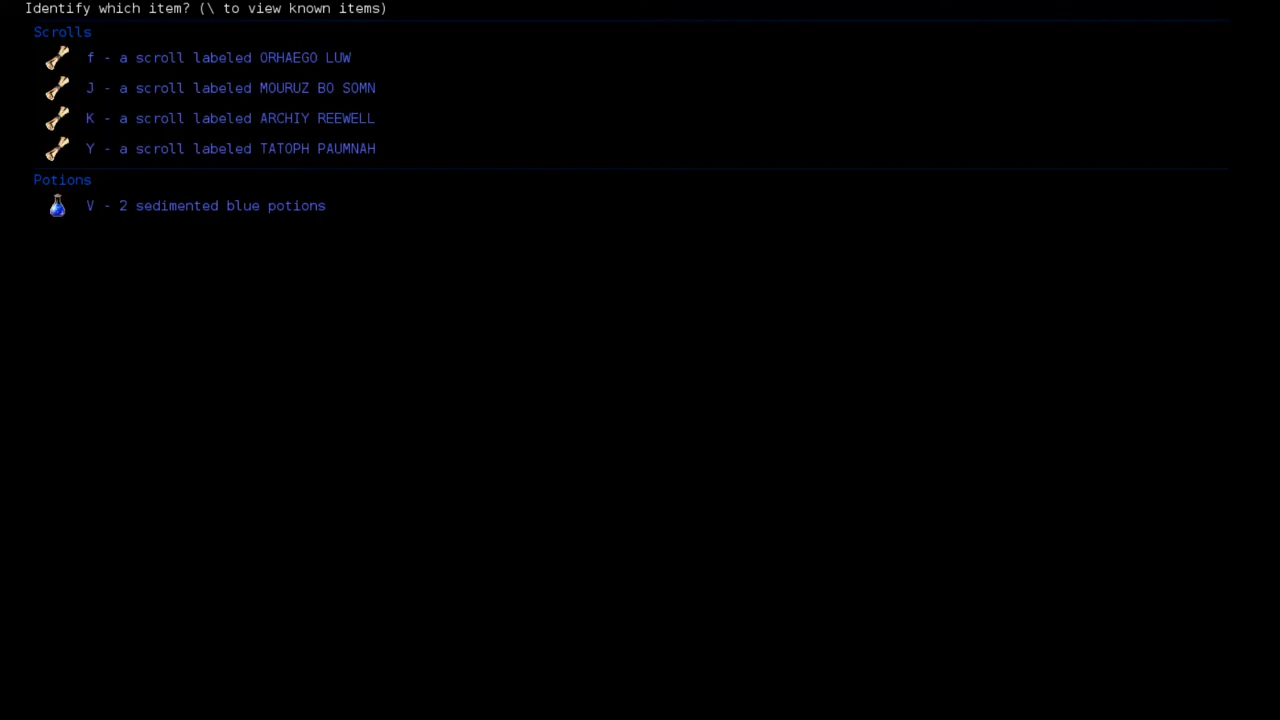 Identify which item? (\ to view known items)
Scrolls
f - a scroll labeled ORHAEGO LUW
J - a scroll labeled MOURUZ BO SOMN
K - a scroll labeled ARCHIY REEWELL
Y - a scroll labeled TATOPH PAUMNAH
Potions
V - 2 sedimented blue potions